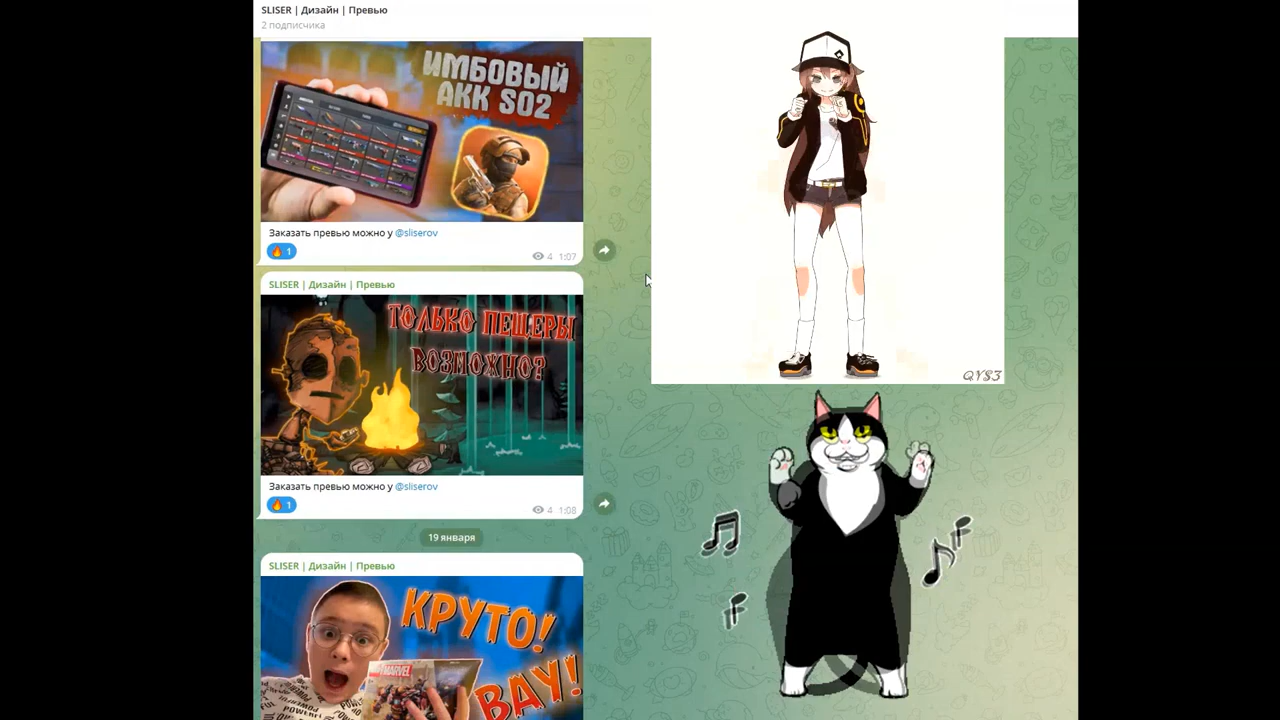 SLISER | Дизайн | Превью
2 подписчика
ИМБОВЫЙ
АКК SO2
Заказать превью можно у @sliserov
🔥 1
4 1:07
SLISER | Дизайн | Превью
ТОЛЬКО ПЕЩЕРЫ
ВОЗМОЖНО?
Заказать превью можно у @sliserov
🔥 1
4 1:08
19 января
SLISER | Дизайн | Превью
КРУТО!
ВАУ!
MARVEL
QYS3